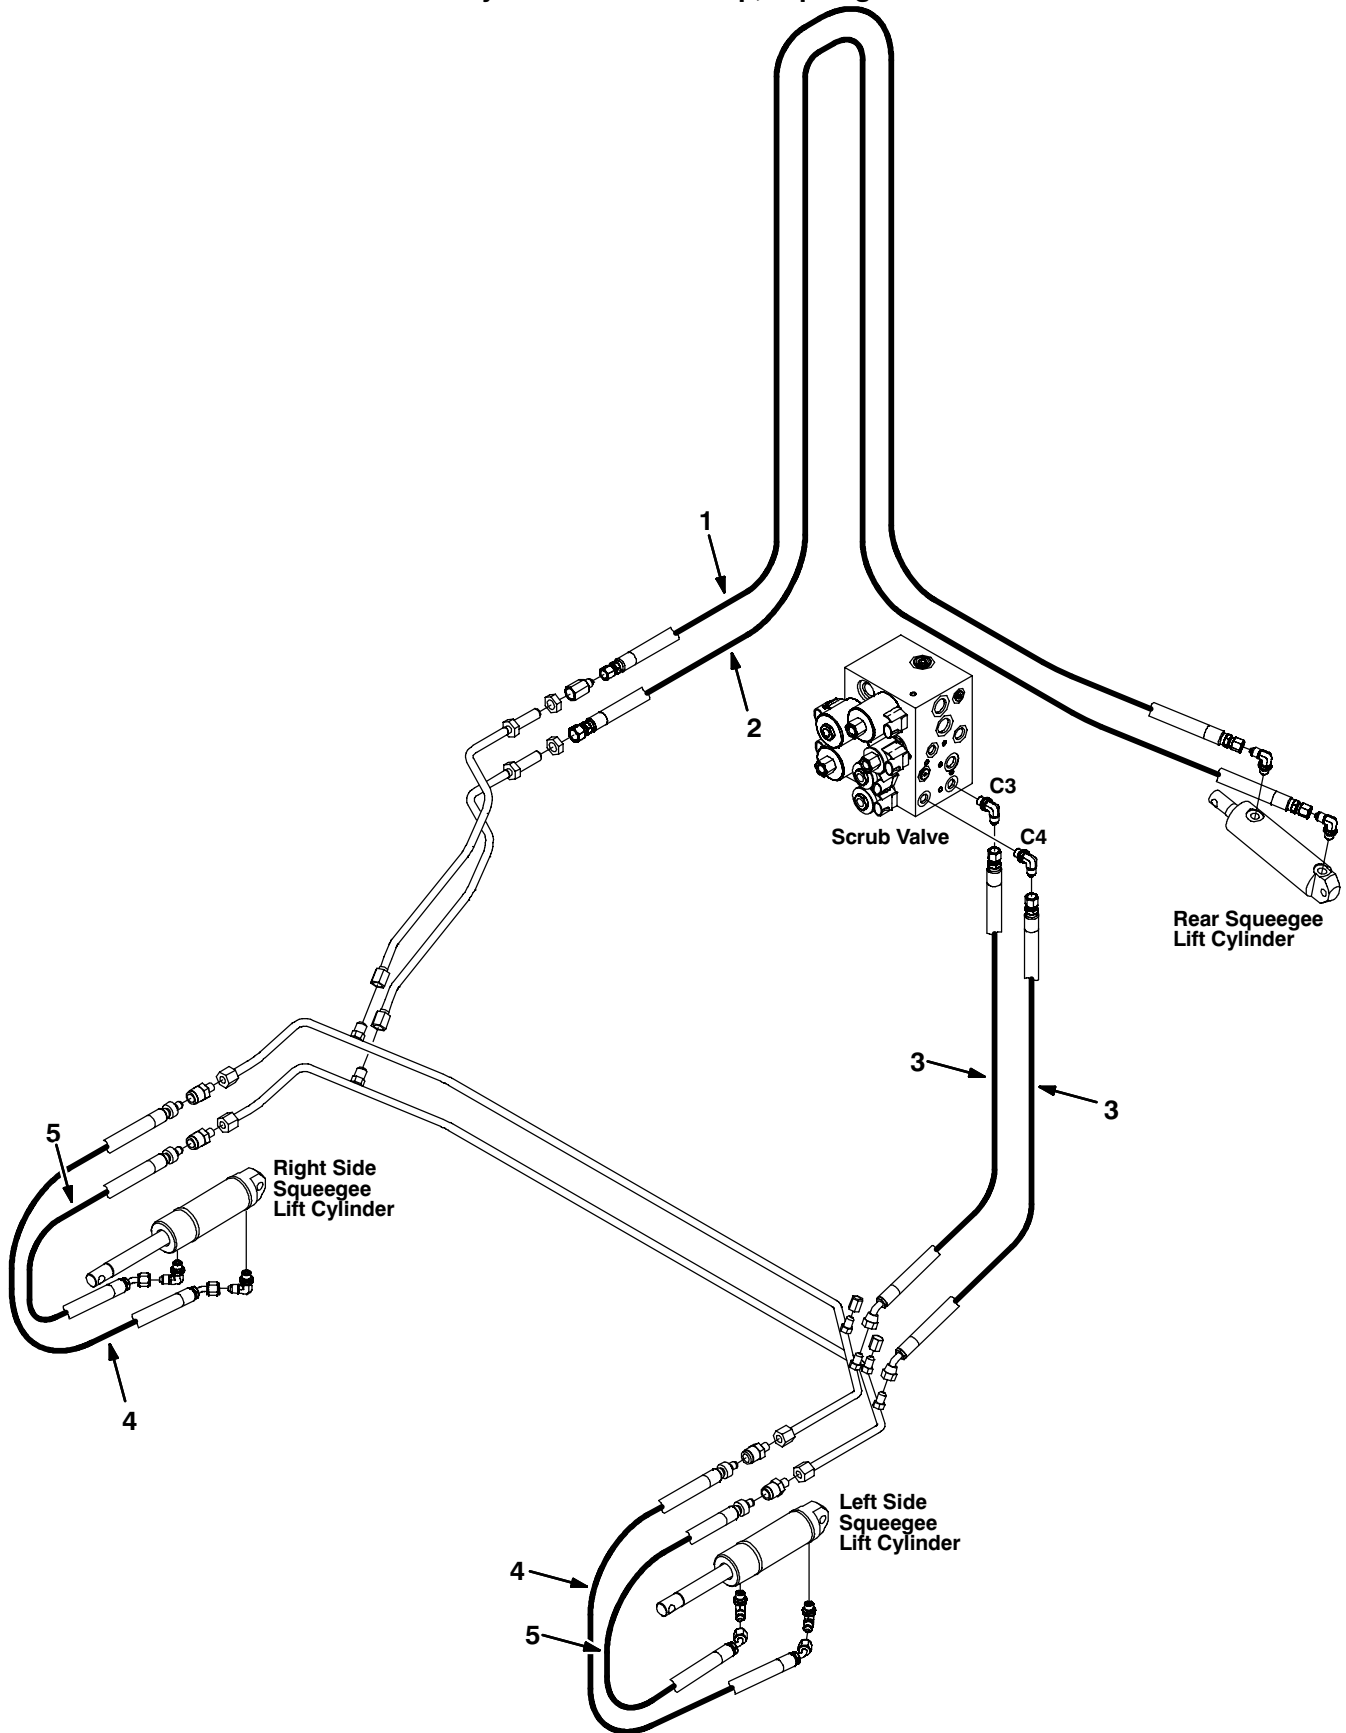 1
2
C3
Scrub Valve
C4
Rear Squeegee
Lift Cylinder
3
3
5
Right Side
Squeegee
Lift Cylinder
4
Left Side
Squeegee
Lift Cylinder
4
5